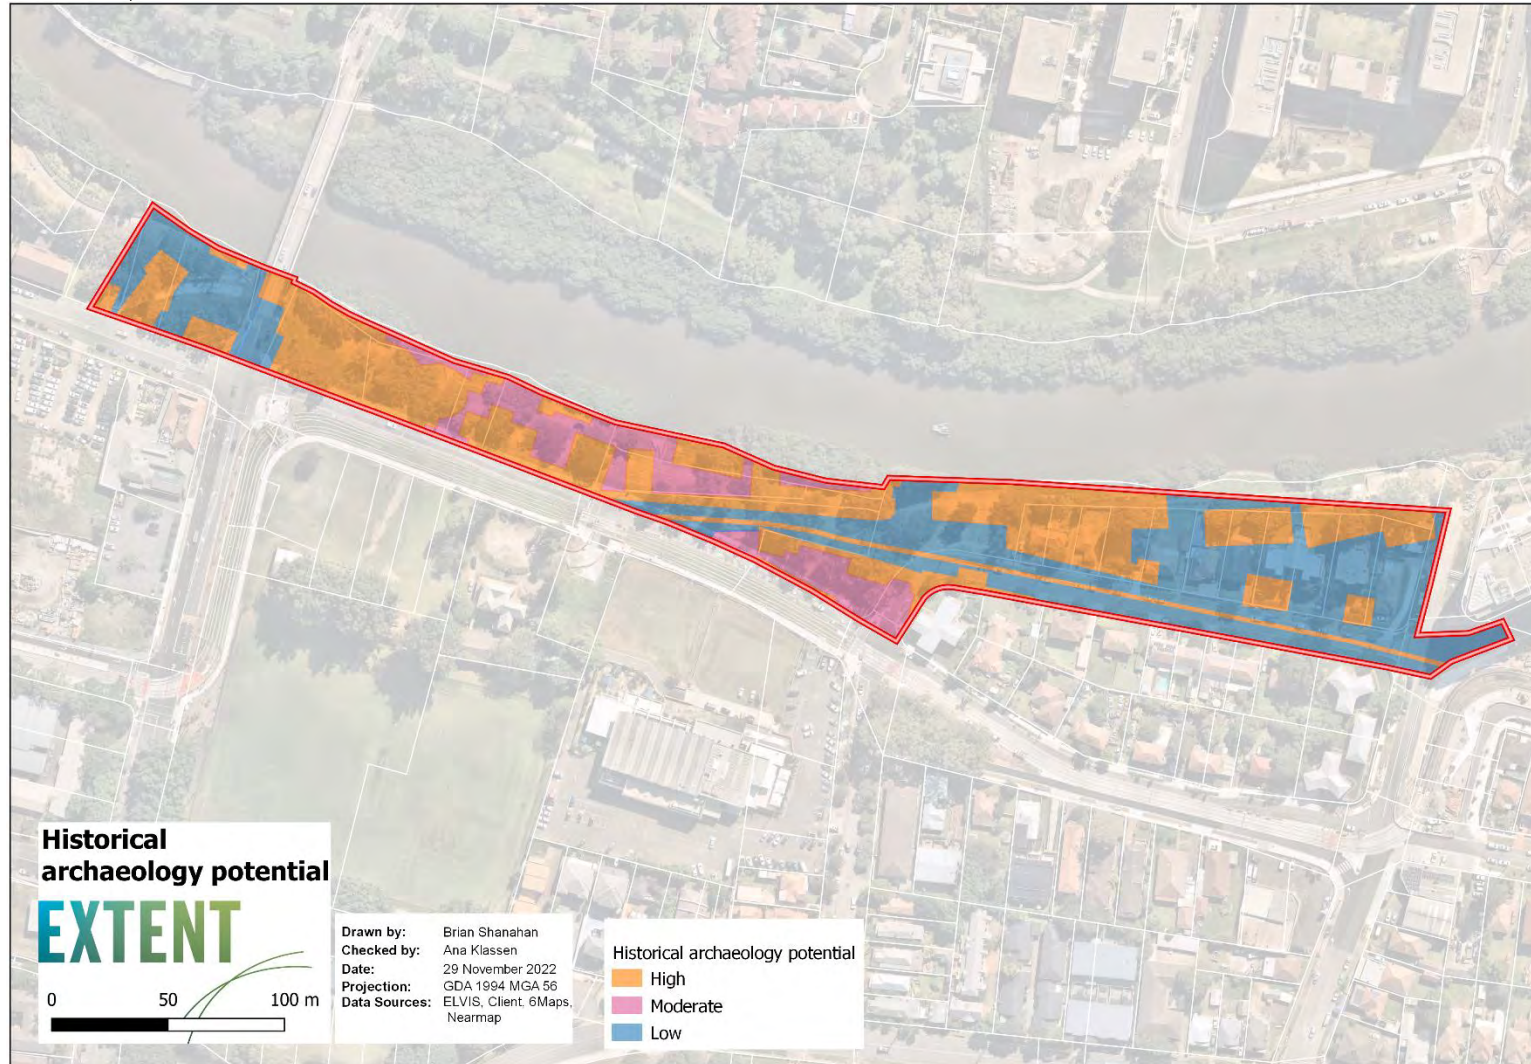 Historical
archaeology potential
EXTENT
0 50 100 m
Drawn by: Brian Shanahan
Checked by: Ana Klassen
Date: 29 November 2022
Projection: GDA 1994 MGA 56
Data Sources: ELVIS, Client, 6Maps,
Nearmap
Historical archaeology potential
High
Moderate
Low